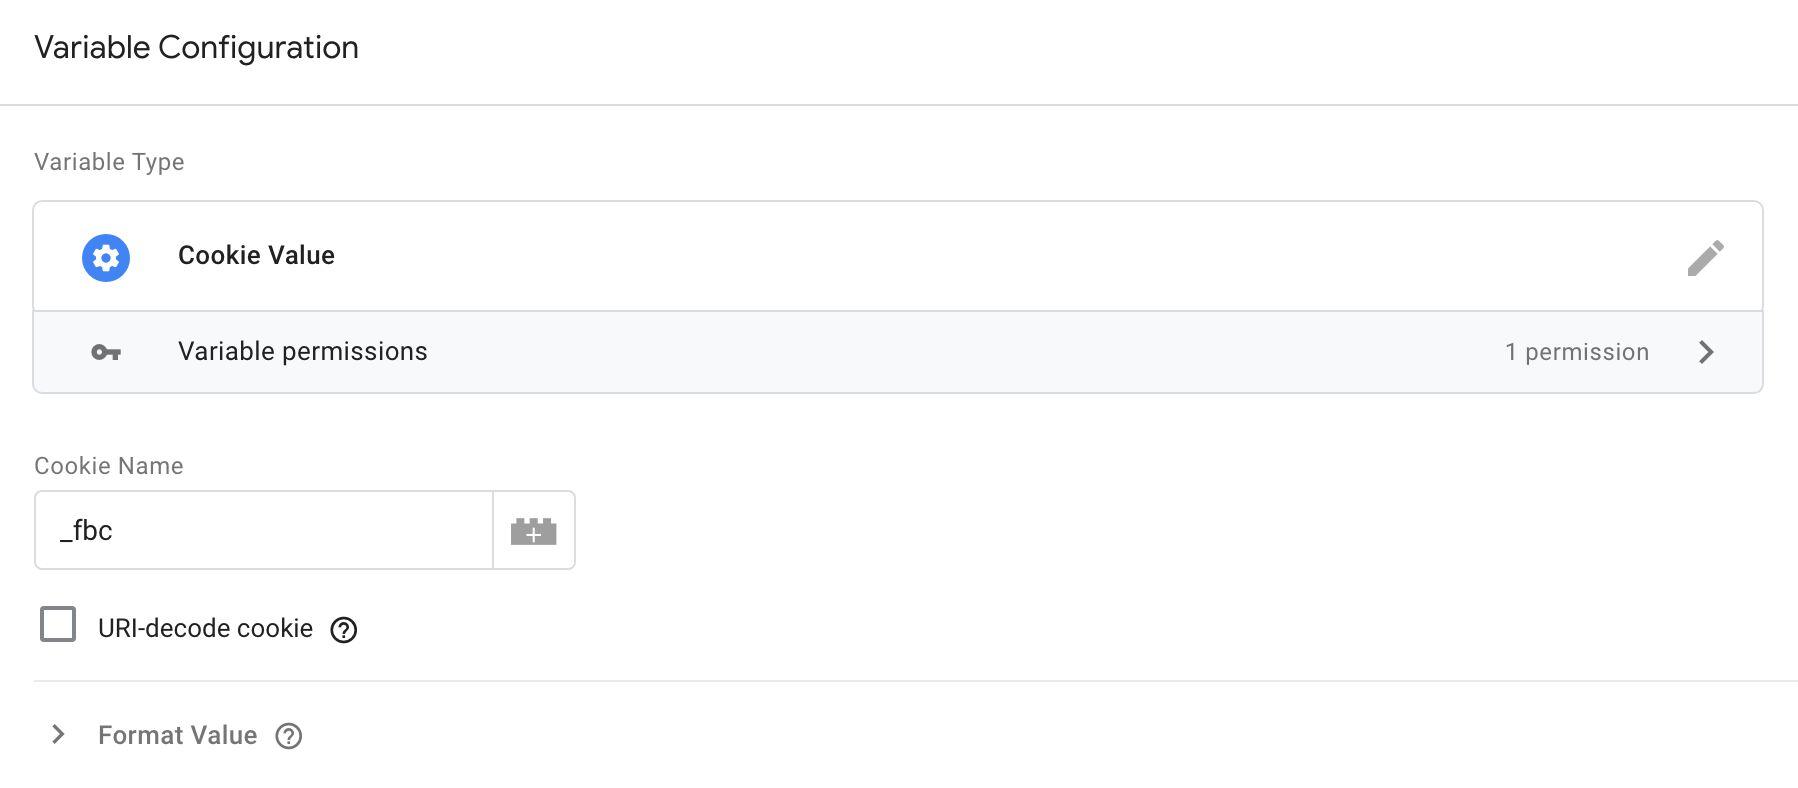 Variable Configuration
Variable Type
Cookie Value
Variable permissions 1 permission
Cookie Name
_fbc
URI-decode cookie
Format Value